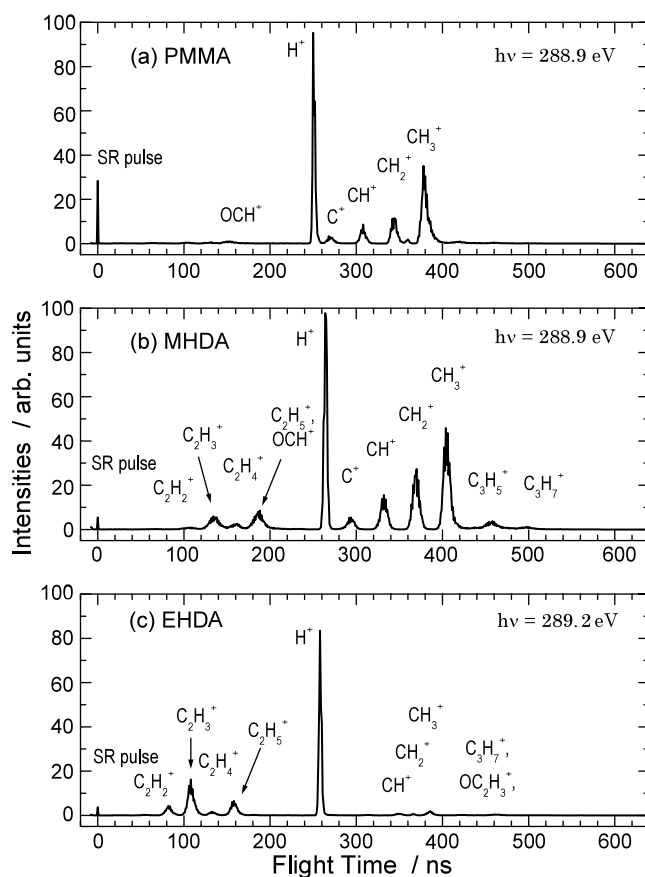 (a) PMMA
hν = 288.9 eV
H⁺
SR pulse
OCH⁺
C⁺
CH⁺
CH₂⁺
CH₃⁺
100
80
60
40
20
0
0 100 200 300 400 500 600
(b) MHDA
hν = 288.9 eV
H⁺
SR pulse
C₂H₂⁺
C₂H₃⁺
C₂H₄⁺
C₂H₅⁺,
OCH⁺
C⁺
CH⁺
CH₂⁺
CH₃⁺
C₃H₅⁺
C₃H₇⁺
100
80
60
40
20
0
0 100 200 300 400 500 600
Intensities / arb. units
(c) EHDA
hν = 289.2 eV
H⁺
SR pulse
C₂H₂⁺
C₂H₃⁺
C₂H₄⁺
C₂H₅⁺
CH⁺
CH₂⁺
CH₃⁺
C₃H₇⁺,
OC₂H₃⁺,
100
80
60
40
20
0
0 100 200 300 400 500 600
Flight Time / ns